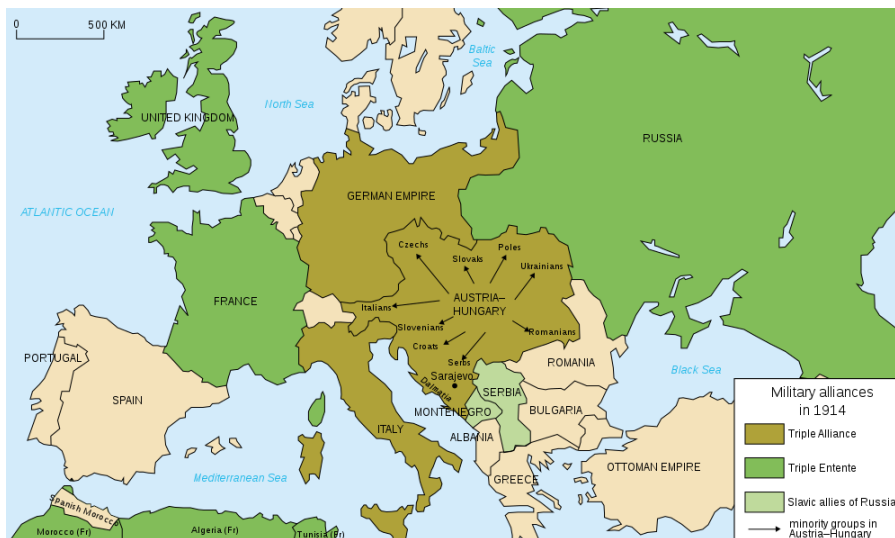 0 500 KM
Baltic
Sea
North Sea
UNITED KINGDOM
RUSSIA
GERMAN EMPIRE
ATLANTIC OCEAN
Czechs
Slovaks
Poles
Ukrainians
FRANCE
AUSTRIA–
HUNGARY
Italians
Slovenians
Romanians
Croats
Serbs
PORTUGAL
SPAIN
Sarajevo
Dalmatia
ROMANIA
Black Sea
SERBIA
MONTENEGRO
BULGARIA
ITALY
ALBANIA
GREECE
OTTOMAN EMPIRE
Mediterranean Sea
Spanish Morocco
Morocco (Fr)
Algeria (Fr)
Tunisia (Fr)
Military alliances
in 1914
Triple Alliance
Triple Entente
Slavic allies of Russia
minority groups in
Austria–Hungary